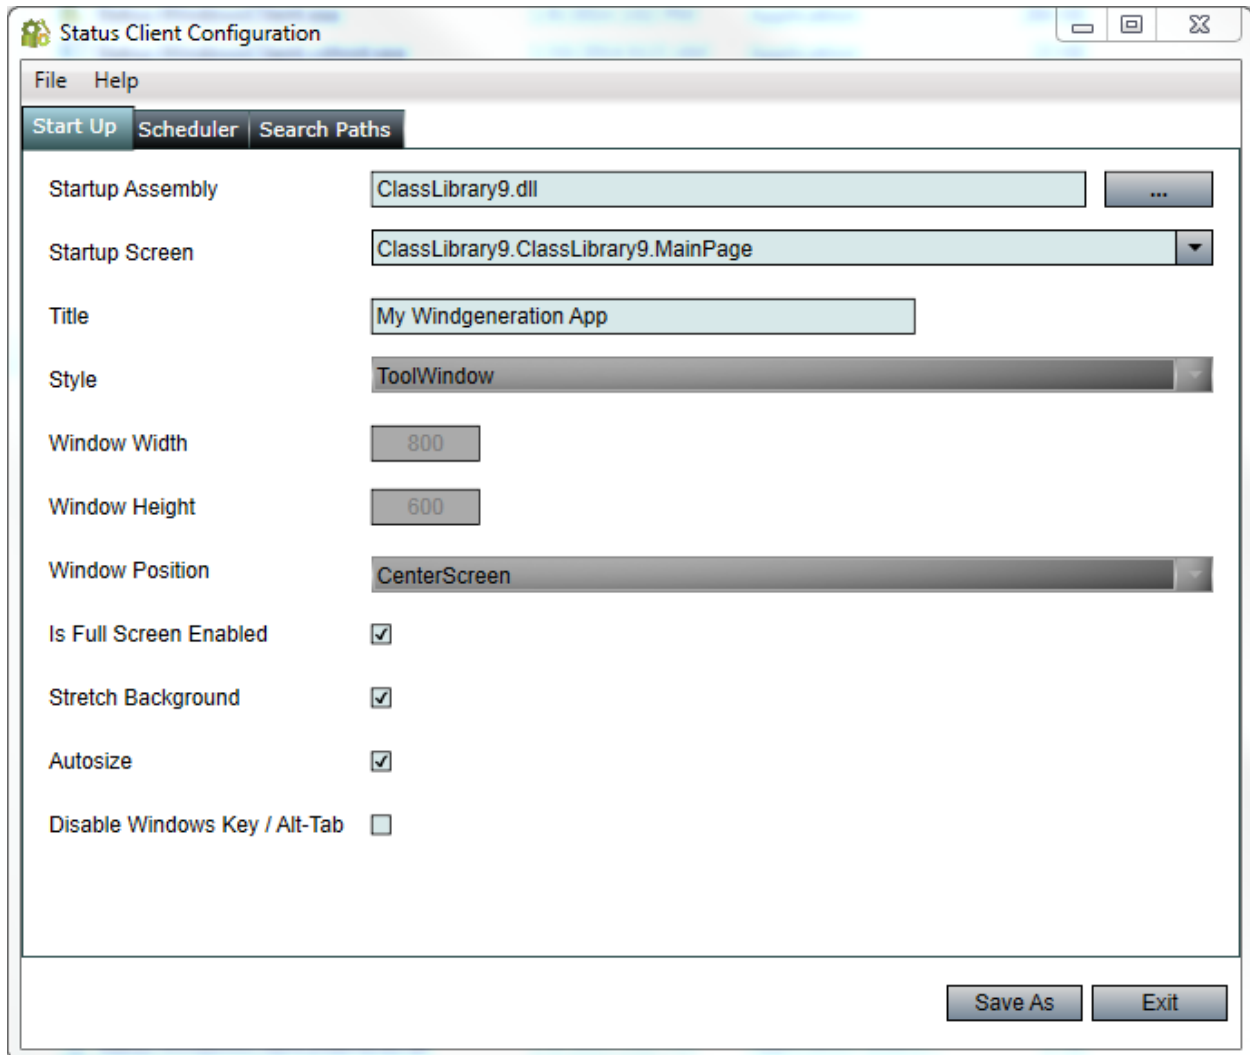 Status Client Configuration
File Help
Start Up Scheduler Search Paths
Startup Assembly ClassLibrary9.dll ...
Startup Screen ClassLibrary9.ClassLibrary9.MainPage
Title My Windgeneration App
Style ToolWindow
Window Width 800
Window Height 600
Window Position CenterScreen
Is Full Screen Enabled
Stretch Background
Autosize
Disable Windows Key / Alt-Tab
Save As Exit